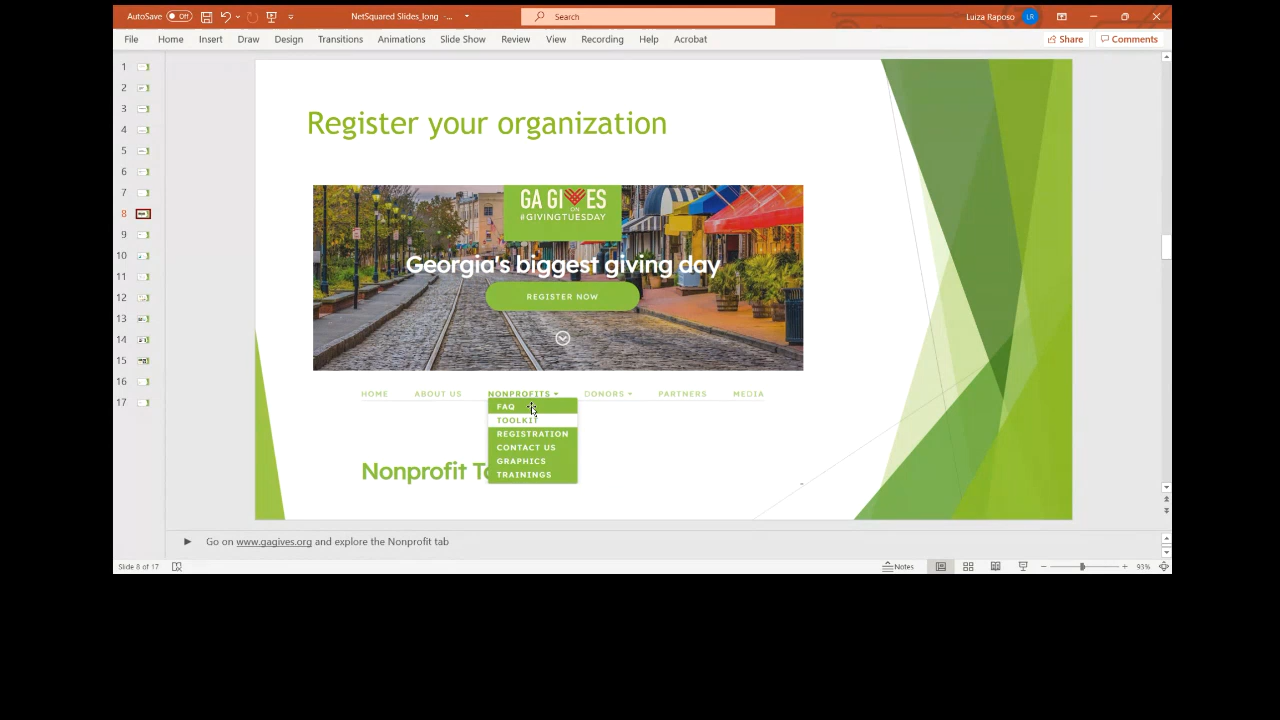 AutoSave Off NetSquared Slides_long -... Search Luiza Raposo LR
File Home Insert Draw Design Transitions Animations Slide Show Review View Recording Help Acrobat Share Comments
1
2
3
4
5
6
7
8
9
10
11
12
13
14
15
16
17
Register your organization
GA GIVES
ON
#GIVINGTUESDAY
Georgia's biggest giving day
REGISTER NOW
HOME ABOUT US NONPROFITS DONORS PARTNERS MEDIA
FAQ
TOOLKIT
REGISTRATION
CONTACT US
GRAPHICS
TRAININGS
Nonprofit
Go on www.gagives.org and explore the Nonprofit tab
Slide 8 of 17 Notes 93%